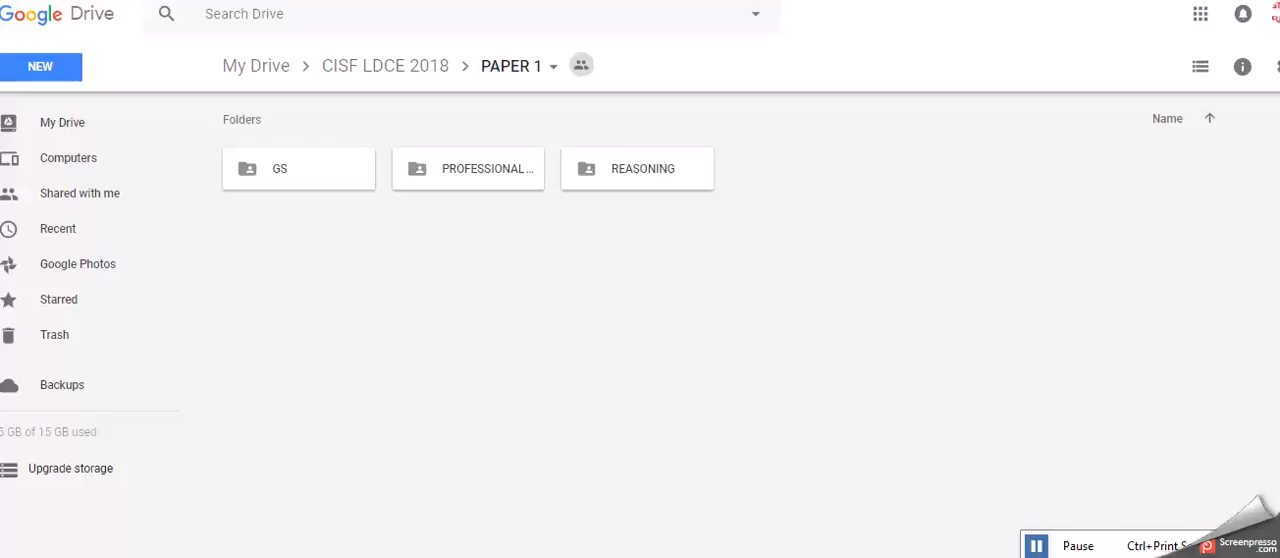 Google Drive
Search Drive
NEW
My Drive > CISF LDCE 2018 > PAPER 1
My Drive
Computers
Shared with me
Recent
Google Photos
Starred
Trash
Backups
GB of 15 GB used
Upgrade storage
Folders
Name
GS
PROFESSIONAL...
REASONING
Pause
Ctrl+Print S
Screenpresso
.com